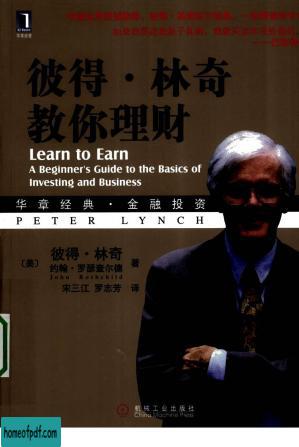 彼得·林奇
教你理财
Learn to Earn
A Beginner's Guide to the Basics of
Investing and Business
华章经典·金融投资
PETER LYNCH
(美) 彼得·林奇
约翰·罗瑟查尔德 著
John Rothchild
宋三江 罗志芳 译
机械工业出版社
China Machine Press
homeofpdf.com